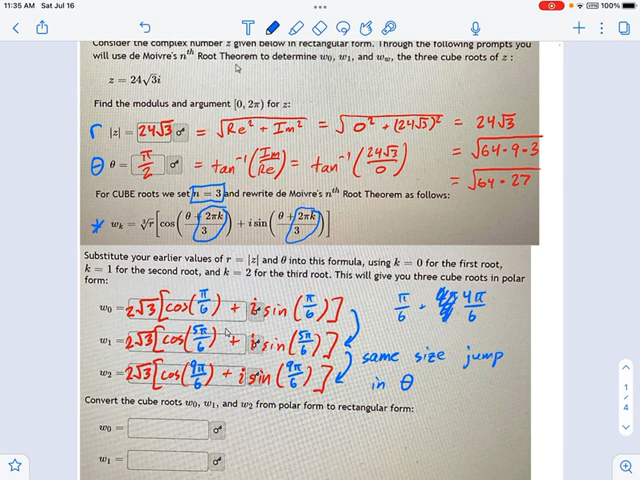 11:35 AM Sat Jul 16
100%
Consider the complex number z given below in rectangular form. Through the following prompts you
will use de Moivre's nth Root Theorem to determine w0, w1, and ww, the three cube roots of z:
z = 24√3i
Find the modulus and argument [0, 2π) for z:
r |z| = 24√3 = √(Re² + Im²) = √(0² + (24√3)²) = 24√3
= √(64·9·3)
θ θ = π/2 = tan⁻¹(Im/Re) = tan⁻¹(24√3/0)
= √(64·27)
For CUBE roots we set n = 3 and rewrite de Moivre's nth Root Theorem as follows:
* wk = ∛r[cos((θ + 2πk)/3) + i sin((θ + 2πk)/3)]
Substitute your earlier values of r = |z| and θ into this formula, using k = 0 for the first root,
k = 1 for the second root, and k = 2 for the third root. This will give you three cube roots in polar
form:
w0 = 2√3[cos(π/6) + i sin(π/6)]
π/6 + 4π/6
w1 = 2√3[cos(5π/6) + i sin(5π/6)]
same size jump
w2 = 2√3[cos(9π/6) + i sin(9π/6)]
in θ
Convert the cube roots w0, w1, and w2 from polar form to rectangular form:
w0 =
w1 =
1
4